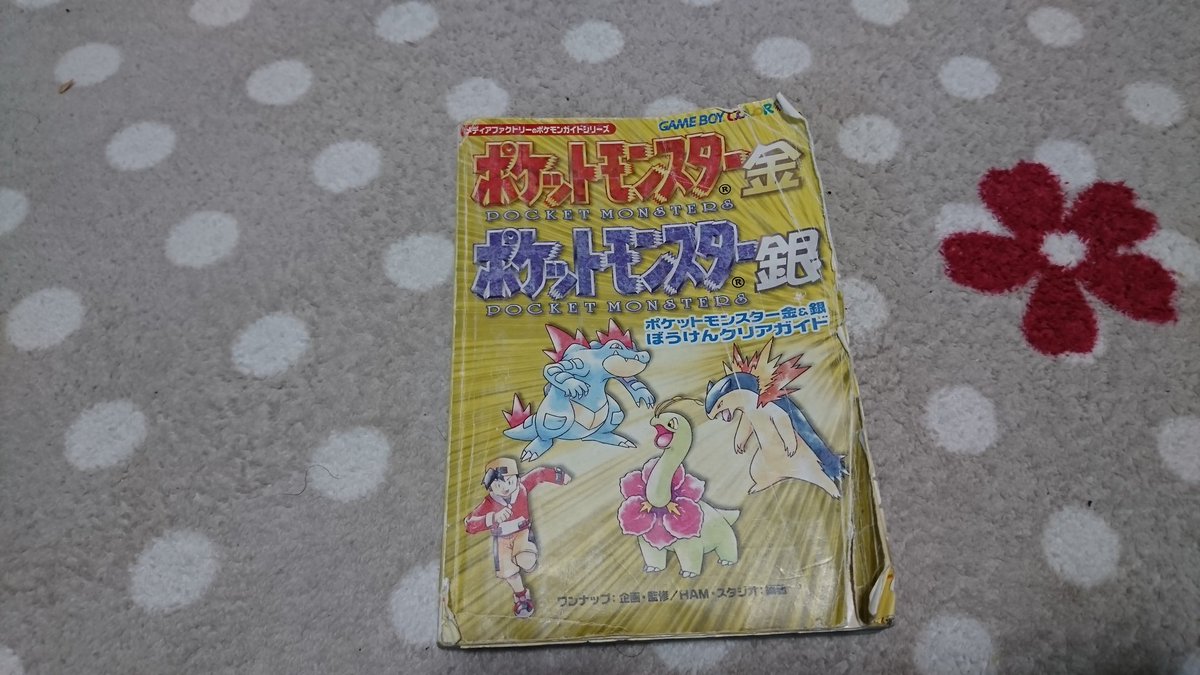 メディアファクトリーのポケモンガイドシリーズ
GAME BOY COLOR
ポケットモンスター®金
POCKET MONSTERS
ポケットモンスター®銀
POCKET MONSTERS
ポケットモンスター金&銀
ぼうけんクリアガイド
ワンナップ:企画・監修/HAM・スタジオ:編著